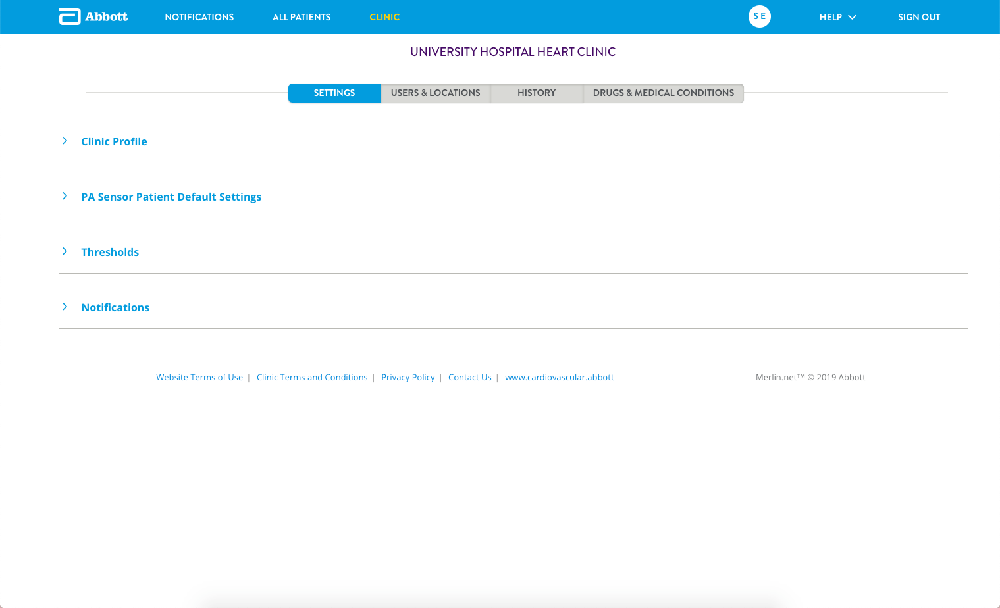 Abbott NOTIFICATIONS ALL PATIENTS CLINIC S E HELP SIGN OUT
UNIVERSITY HOSPITAL HEART CLINIC
SETTINGS USERS & LOCATIONS HISTORY DRUGS & MEDICAL CONDITIONS
Clinic Profile
PA Sensor Patient Default Settings
Thresholds
Notifications
Website Terms of Use | Clinic Terms and Conditions | Privacy Policy | Contact Us | www.cardiovascular.abbott Merlin.net™ © 2019 Abbott